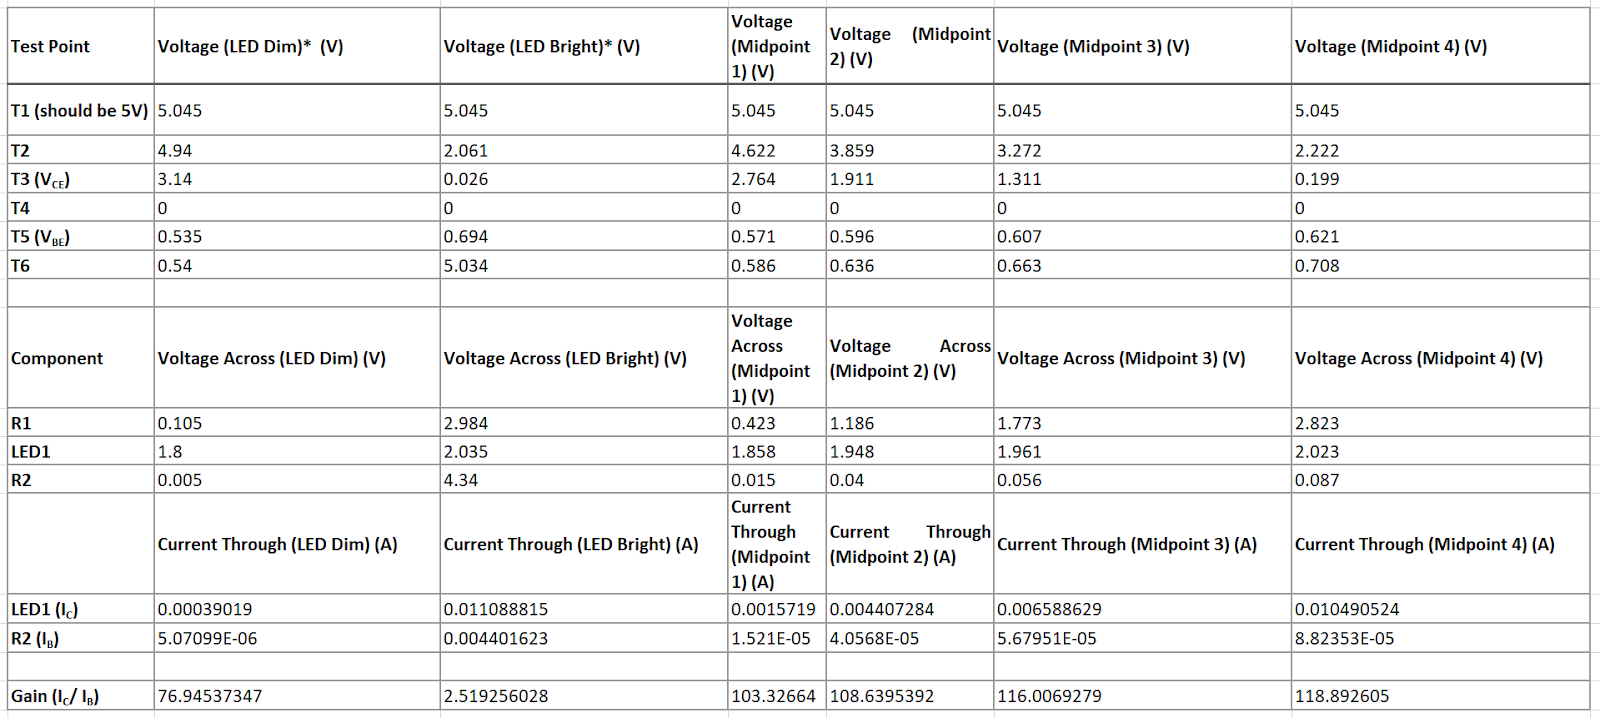 Test Point Voltage (LED Dim)* (V) Voltage (LED Bright)* (V) Voltage (Midpoint 1) (V) Voltage (Midpoint 2) (V) Voltage (Midpoint 3) (V) Voltage (Midpoint 4) (V)
T1 (should be 5V) 5.045 5.045 5.045 5.045 5.045 5.045
T2 4.94 2.061 4.622 3.859 3.272 2.222
T3 (VCE) 3.14 0.026 2.764 1.911 1.311 0.199
T4 0 0 0 0 0 0
T5 (VBE) 0.535 0.694 0.571 0.596 0.607 0.621
T6 0.54 5.034 0.586 0.636 0.663 0.708
Component Voltage Across (LED Dim) (V) Voltage Across (LED Bright) (V) Voltage Across (Midpoint 1) (V) Voltage Across (Midpoint 2) (V) Voltage Across (Midpoint 3) (V) Voltage Across (Midpoint 4) (V)
R1 0.105 2.984 0.423 1.186 1.773 2.823
LED1 1.8 2.035 1.858 1.948 1.961 2.023
R2 0.005 4.34 0.015 0.04 0.056 0.087
Current Through (LED Dim) (A) Current Through (LED Bright) (A) Current Through (Midpoint 1) (A) Current Through (Midpoint 2) (A) Current Through (Midpoint 3) (A) Current Through (Midpoint 4) (A)
LED1 (IC) 0.00039019 0.011088815 0.0015719 0.004407284 0.006588629 0.010490524
R2 (IB) 5.07099E-06 0.004401623 1.521E-05 4.0568E-05 5.67951E-05 8.82353E-05
Gain (IC/ IB) 76.94537347 2.519256028 103.32664 108.6395392 116.0069279 118.892605